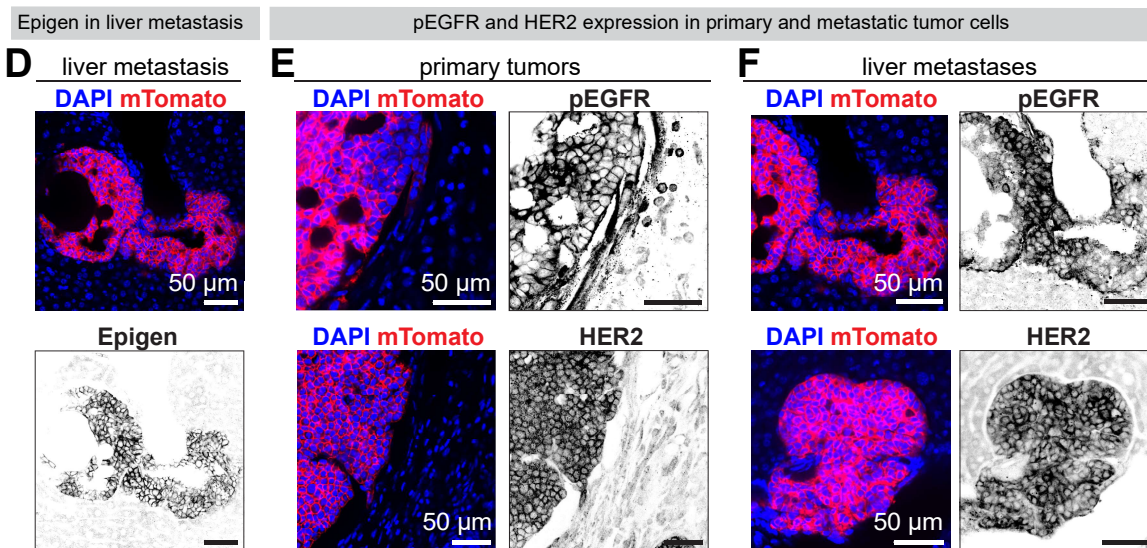 Epigen in liver metastasis
pEGFR and HER2 expression in primary and metastatic tumor cells
D
liver metastasis
DAPI mTomato
50 µm
Epigen
E
primary tumors
DAPI mTomato
pEGFR
50 µm
DAPI mTomato
HER2
50 µm
F
liver metastases
DAPI mTomato
pEGFR
50 µm
DAPI mTomato
HER2
50 µm